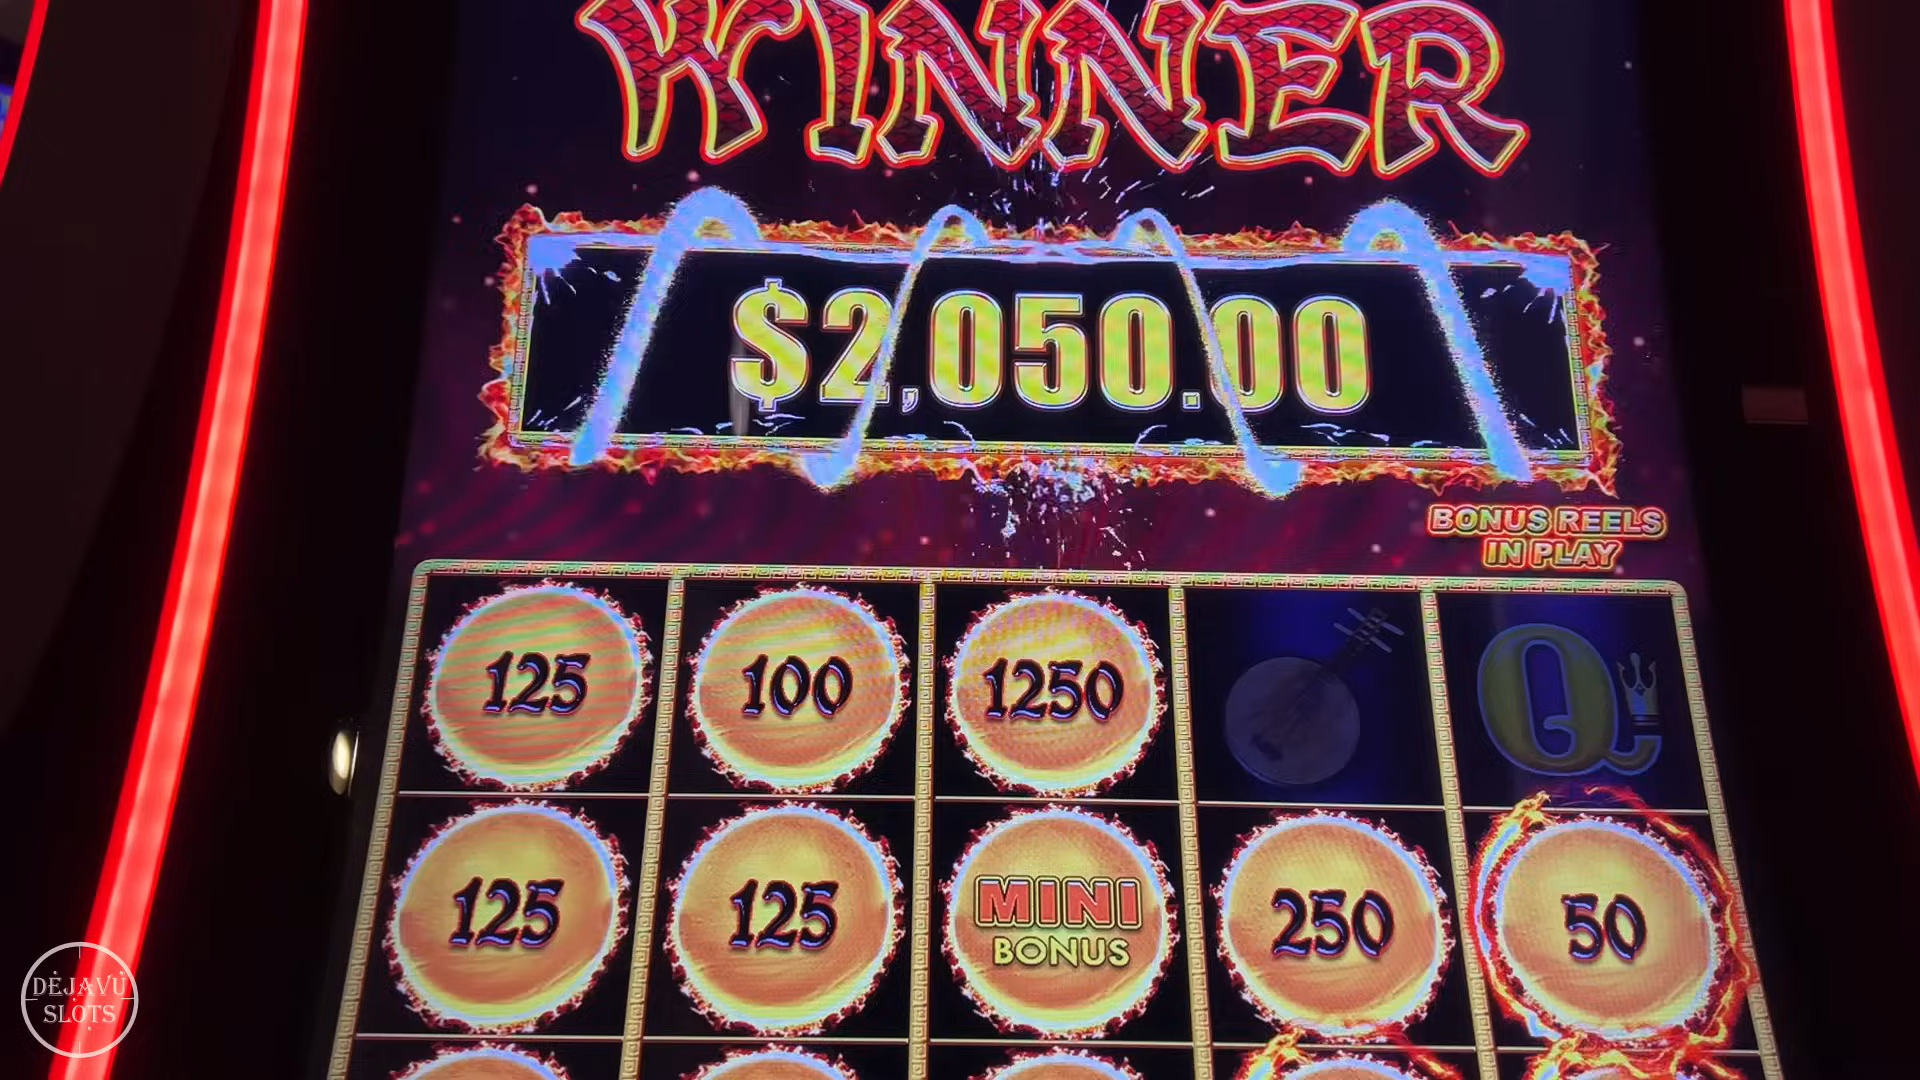 WINNER
$2,050.00
BONUS REELS
IN PLAY
125 100 1250 Q
125 125 MINI BONUS 250 50
DEJAVU
SLOTS